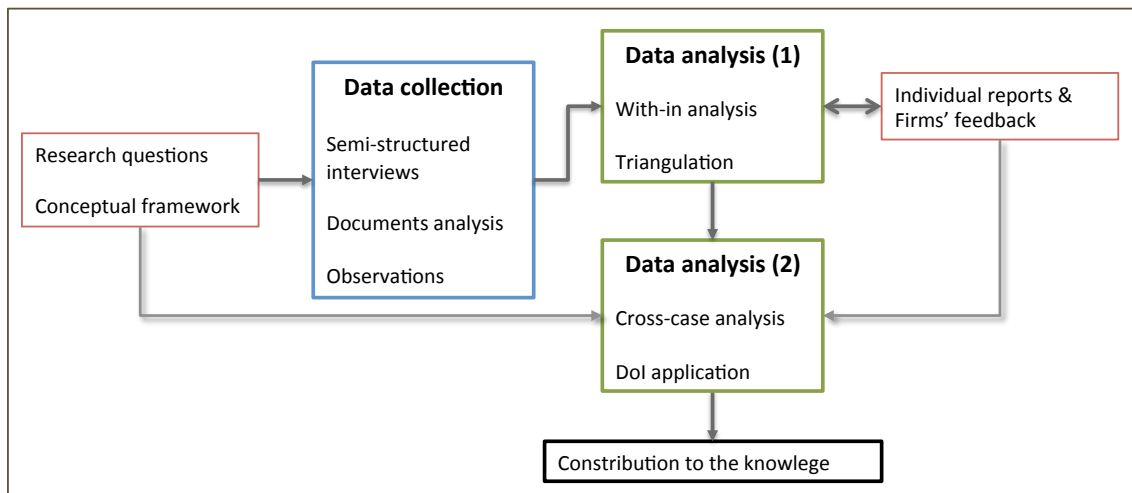 Research questions
Conceptual framework
Data collection
Semi-structured
interviews
Documents analysis
Observations
Data analysis (1)
With-in analysis
Triangulation
Individual reports &
Firms' feedback
Data analysis (2)
Cross-case analysis
DoI application
Constribution to the knowlege